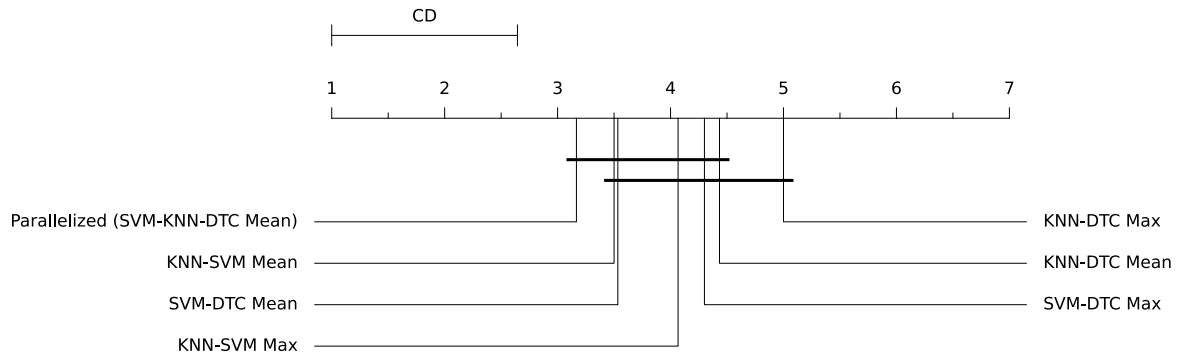 CD
1 2 3 4 5 6 7
Parallelized (SVM-KNN-DTC Mean) KNN-DTC Max
KNN-SVM Mean KNN-DTC Mean
SVM-DTC Mean SVM-DTC Max
KNN-SVM Max